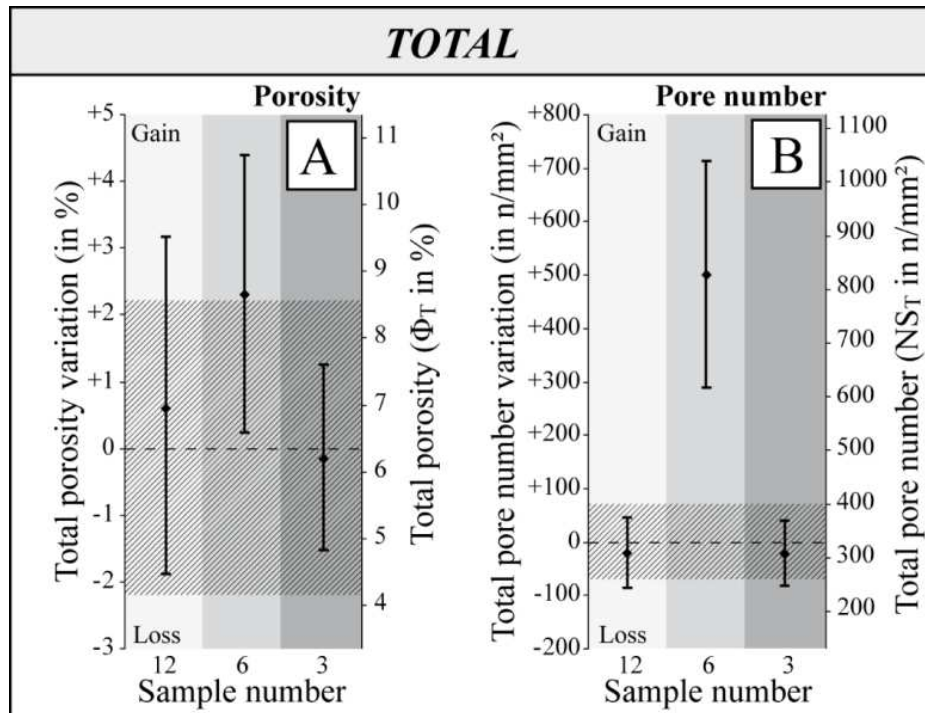 TOTAL
Porosity
A
Gain
Loss
+5
+4
+3
+2
+1
0
-1
-2
-3
Total porosity variation (in %)
11
10
9
8
7
6
5
4
Total porosity (ΦT in %)
12 6 3
Sample number
Pore number
B
Gain
Loss
+800
+700
+600
+500
+400
+300
+200
+100
0
-100
-200
Total pore number variation (in n/mm²)
1100
1000
900
800
700
600
500
400
300
200
Total pore number (NST in n/mm²)
12 6 3
Sample number